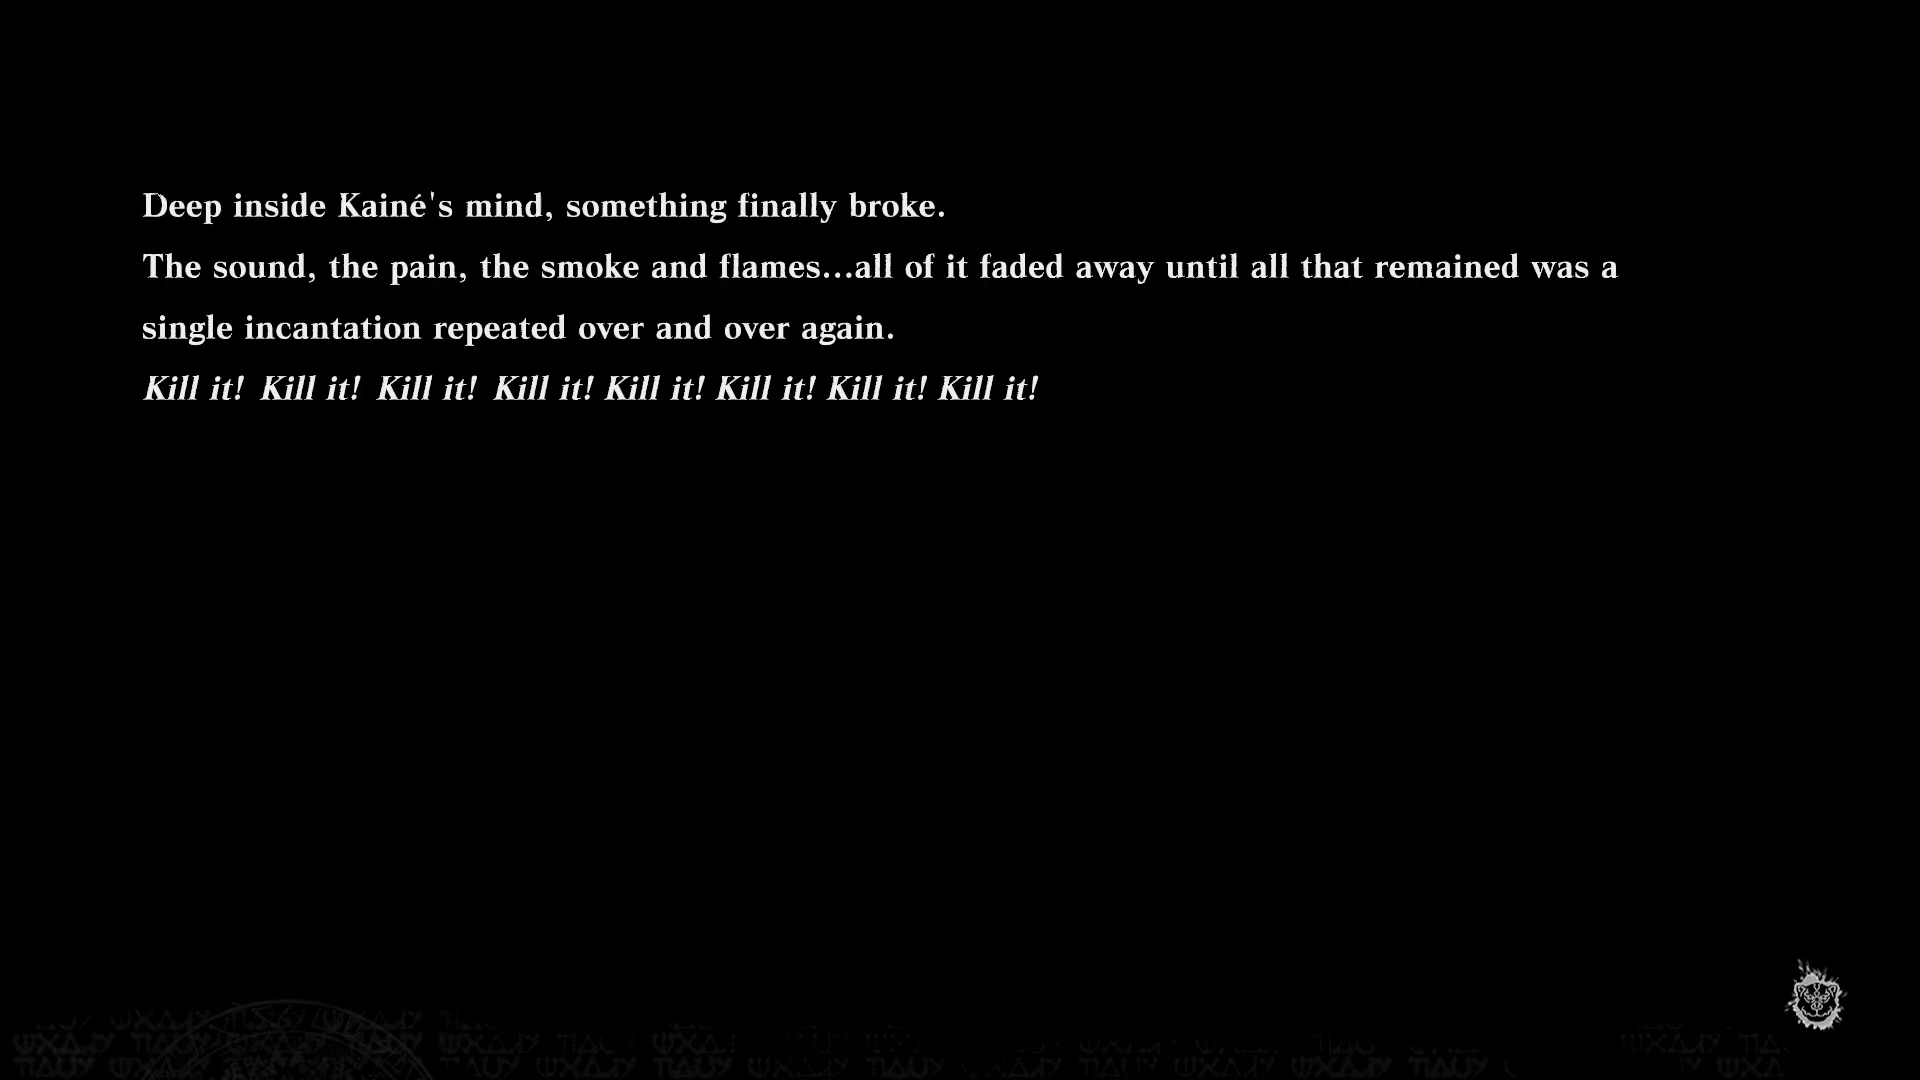 Deep inside Kainé's mind, something finally broke.
The sound, the pain, the smoke and flames...all of it faded away until all that remained was a
single incantation repeated over and over again.
Kill it! Kill it! Kill it! Kill it! Kill it! Kill it! Kill it! Kill it!